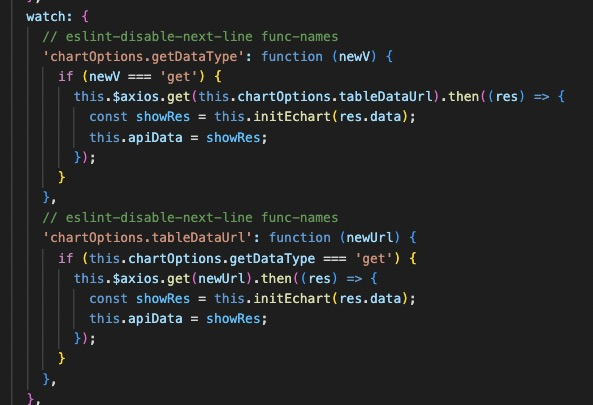 watch: {
// eslint-disable-next-line func-names
'chartOptions.getDataType': function (newV) {
if (newV === 'get') {
this.$axios.get(this.chartOptions.tableDataUrl).then((res) => {
const showRes = this.initEchart(res.data);
this.apiData = showRes;
});
}
},
// eslint-disable-next-line func-names
'chartOptions.tableDataUrl': function (newUrl) {
if (this.chartOptions.getDataType === 'get') {
this.$axios.get(newUrl).then((res) => {
const showRes = this.initEchart(res.data);
this.apiData = showRes;
});
}
},
},